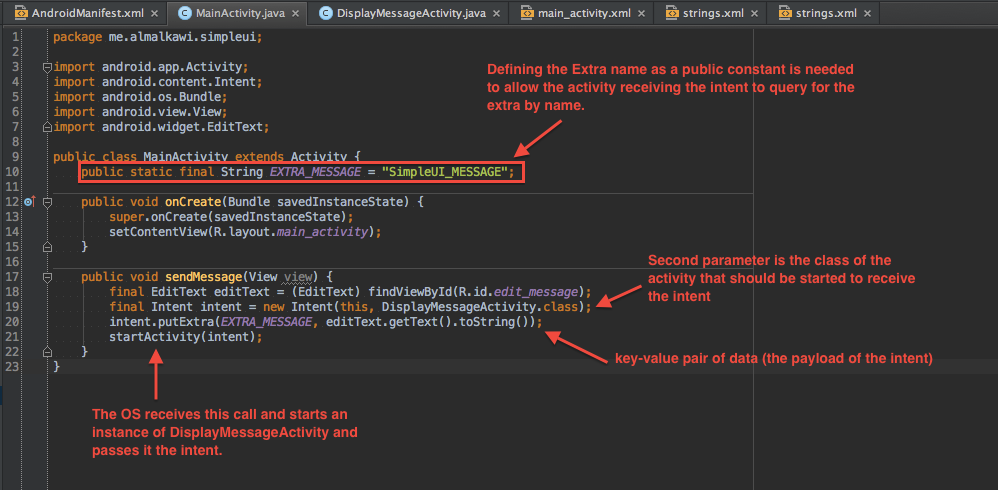 AndroidManifest.xml × MainActivity.java × DisplayMessageActivity.java × main_activity.xml × strings.xml × strings.xml ×
1 package me.almalkawi.simpleui;
2
3 import android.app.Activity;
4 import android.content.Intent;
5 import android.os.Bundle;
6 import android.view.View;
7 import android.widget.EditText;
8
9 public class MainActivity extends Activity {
10 public static final String EXTRA_MESSAGE = "SimpleUI_MESSAGE";
11
12 public void onCreate(Bundle savedInstanceState) {
13 super.onCreate(savedInstanceState);
14 setContentView(R.layout.main_activity);
15 }
16
17 public void sendMessage(View view) {
18 final EditText editText = (EditText) findViewById(R.id.edit_message);
19 final Intent intent = new Intent(this, DisplayMessageActivity.class);
20 intent.putExtra(EXTRA_MESSAGE, editText.getText().toString());
21 startActivity(intent);
22 }
23 }
Defining the Extra name as a public constant is needed
to allow the activity receiving the intent to query for the
extra by name.
Second parameter is the class of the
activity that should be started to receive
the intent
key-value pair of data (the payload of the intent)
The OS receives this call and starts an
instance of DisplayMessageActivity and
passes it the intent.